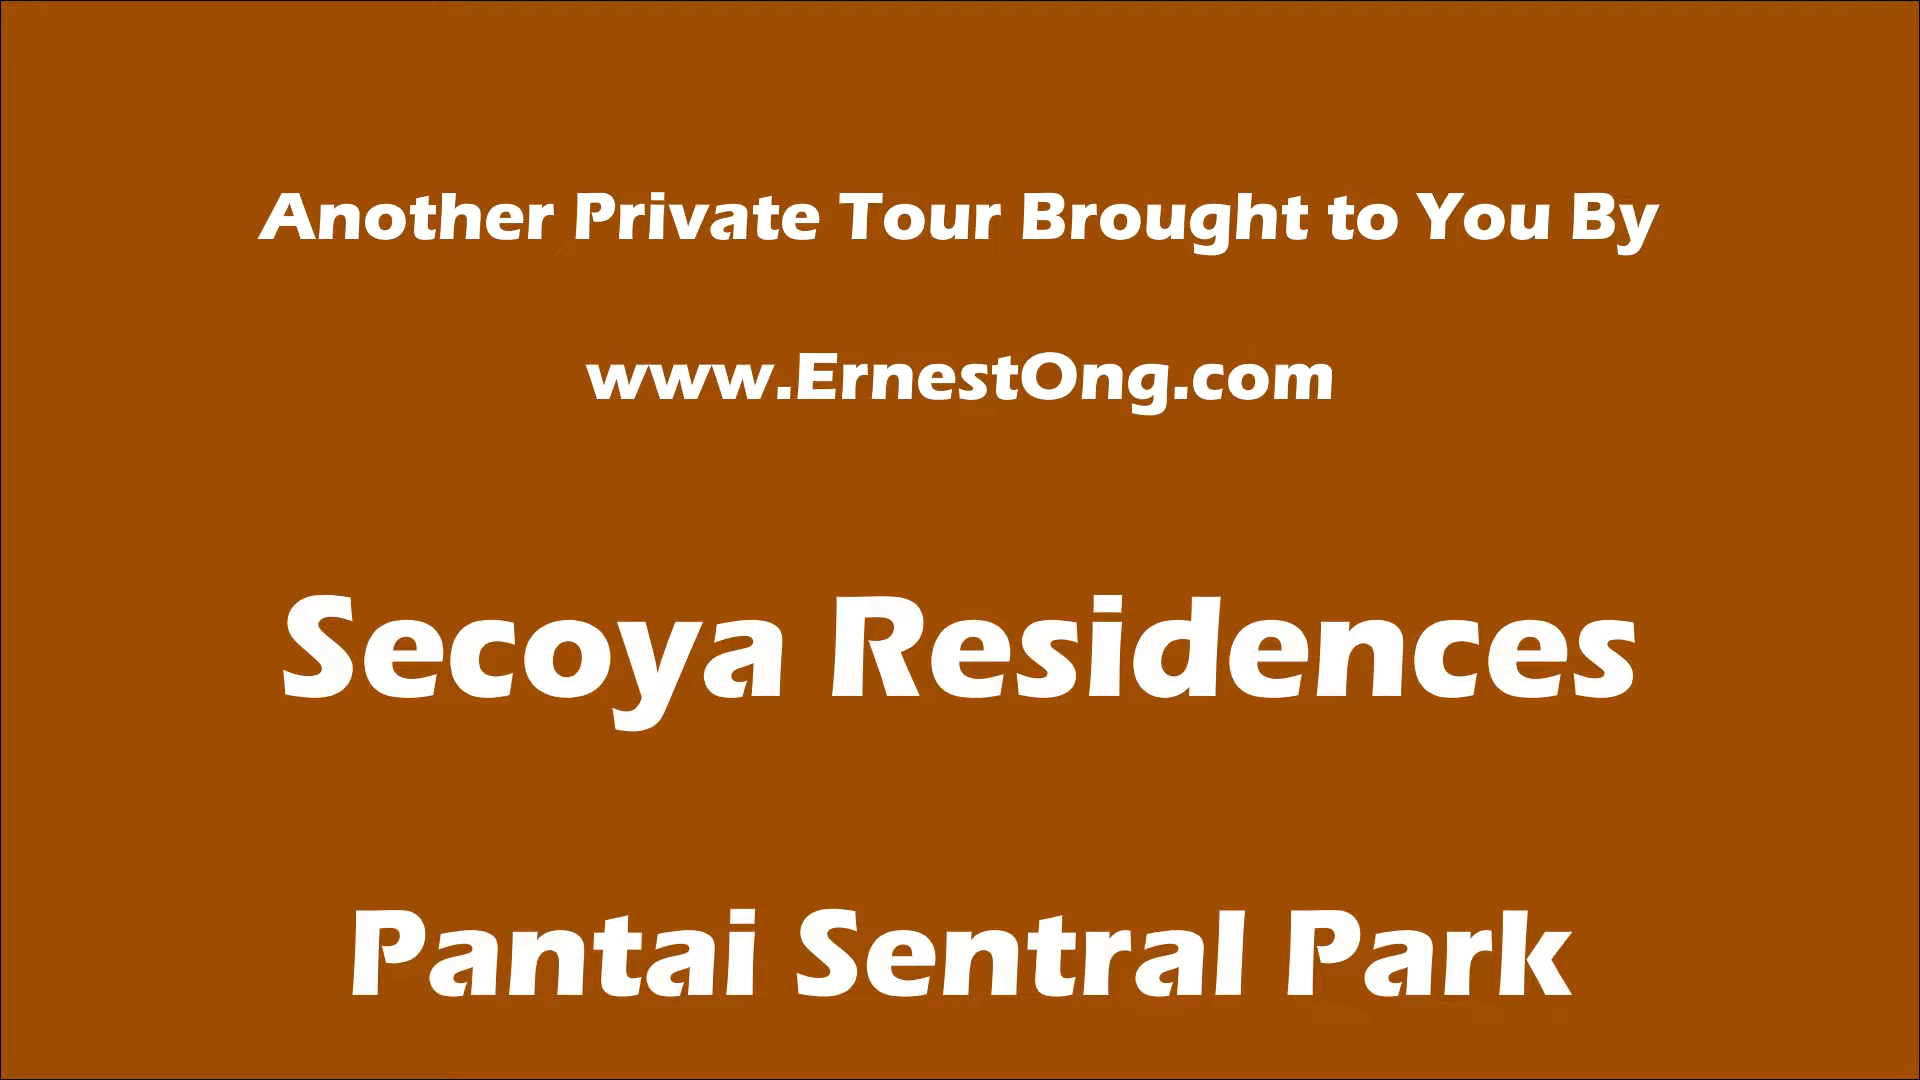 Another Private Tour Brought to You By
www.ErnestOng.com
Secoya Residences
Pantai Sentral Park